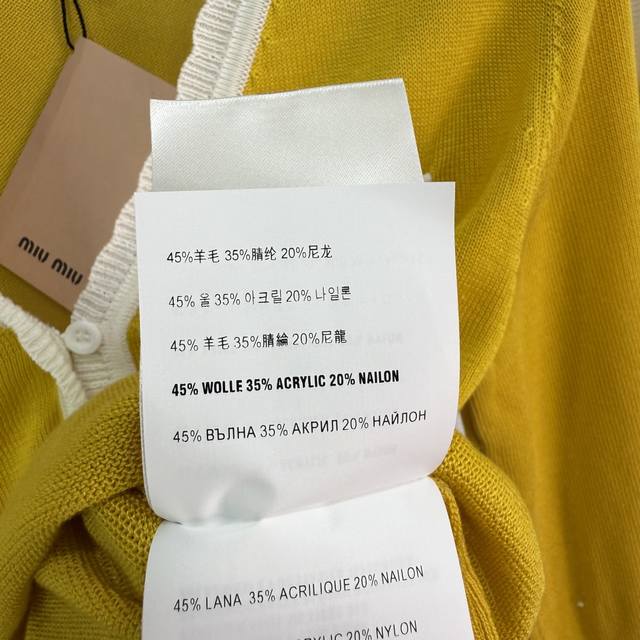 MIU MIU
45%羊毛 35%腈纶 20%尼龙
45% 울 35% 아크릴 20% 나일론
45% 羊毛 35%腈綸 20%尼龍
45% WOLLE 35% ACRYLIC 20% NAILON
45% ВЪЛНА 35% АКРИЛ 20% НАЙЛОН
45% LANA 35% ACRILIQUE 20% NAILON
20% NYLON